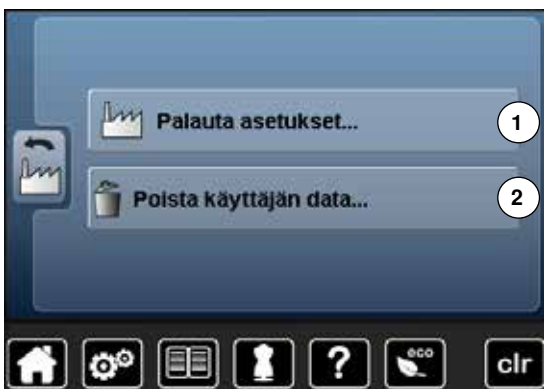 Palauta asetukset...
1
Poista käyttäjän data...
2
?
eco
clr